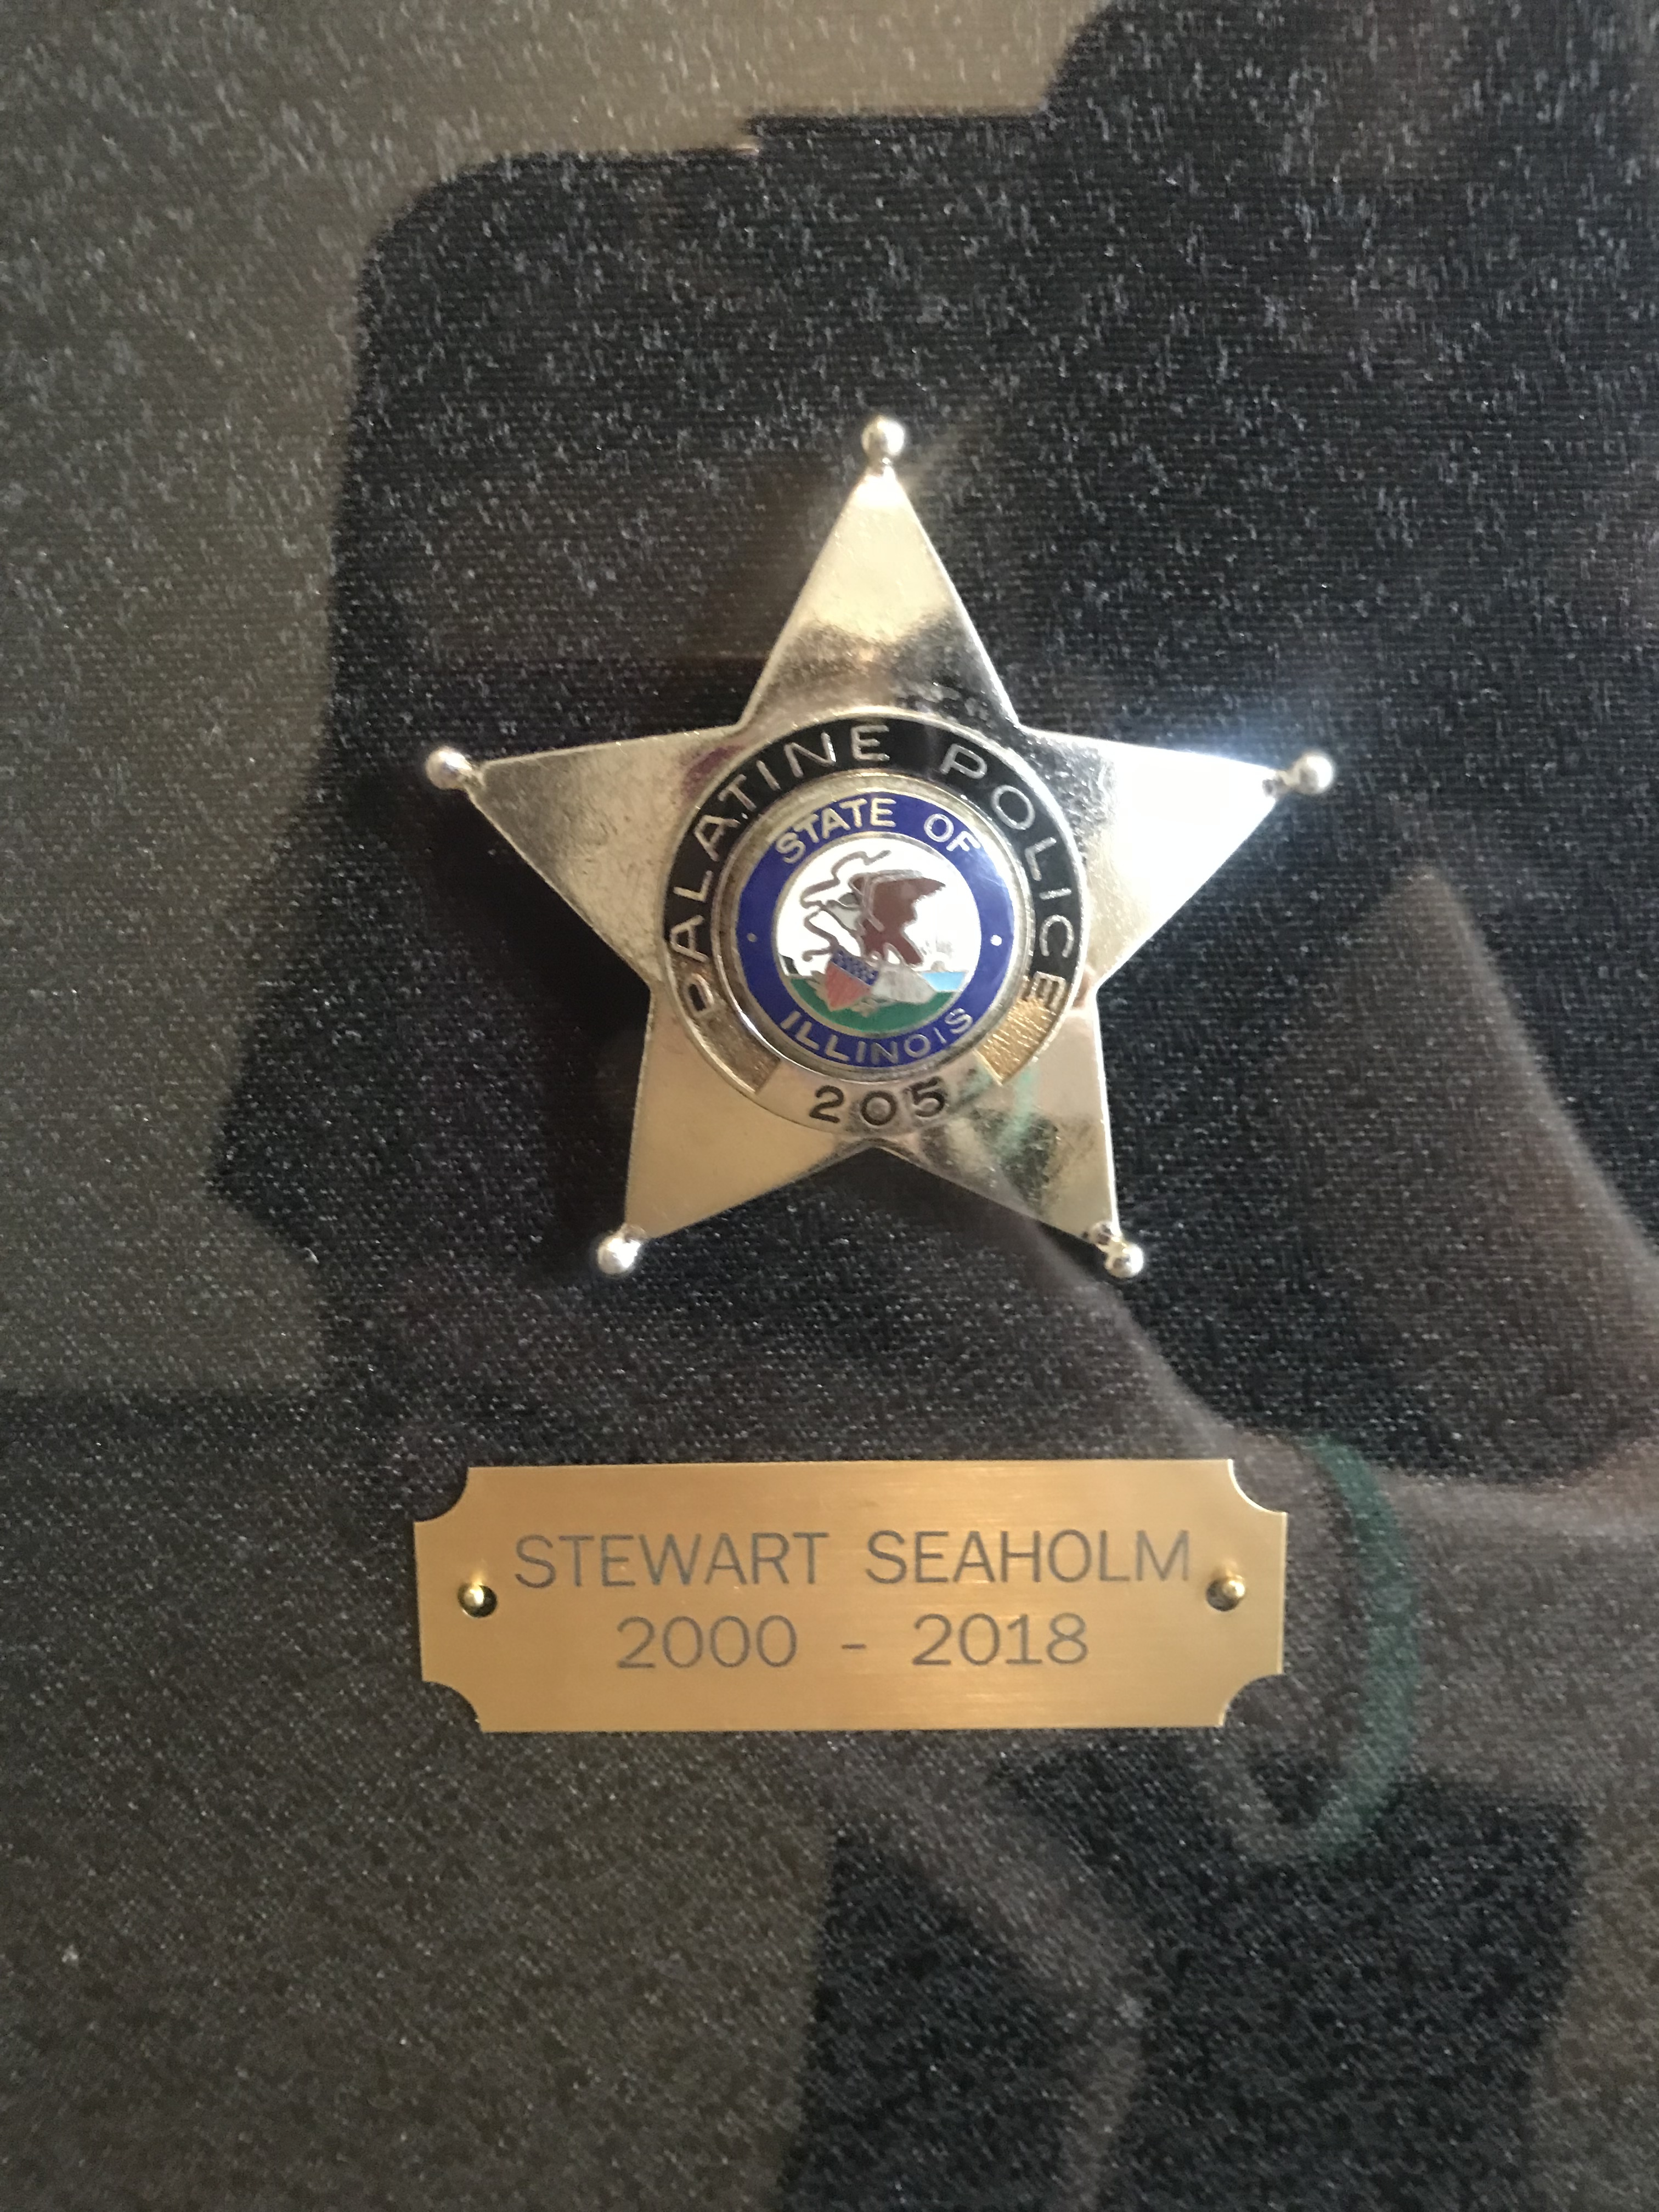 PALATINE POLICE
STATE OF
ILLINOIS
205
STEWART SEAHOLM
2000 - 2018